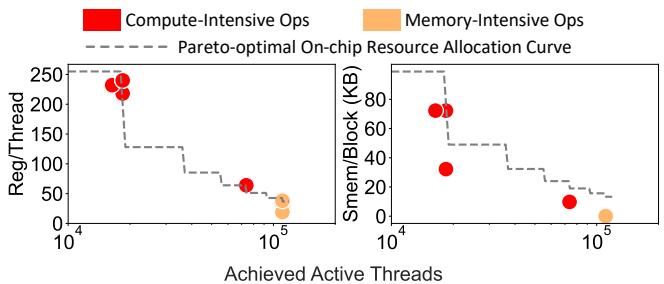 Compute-Intensive Ops Memory-Intensive Ops
Pareto-optimal On-chip Resource Allocation Curve
Reg/Thread
250
200
150
100
50
0
10^4 10^5
Smem/Block (KB)
80
60
40
20
0
10^4 10^5
Achieved Active Threads